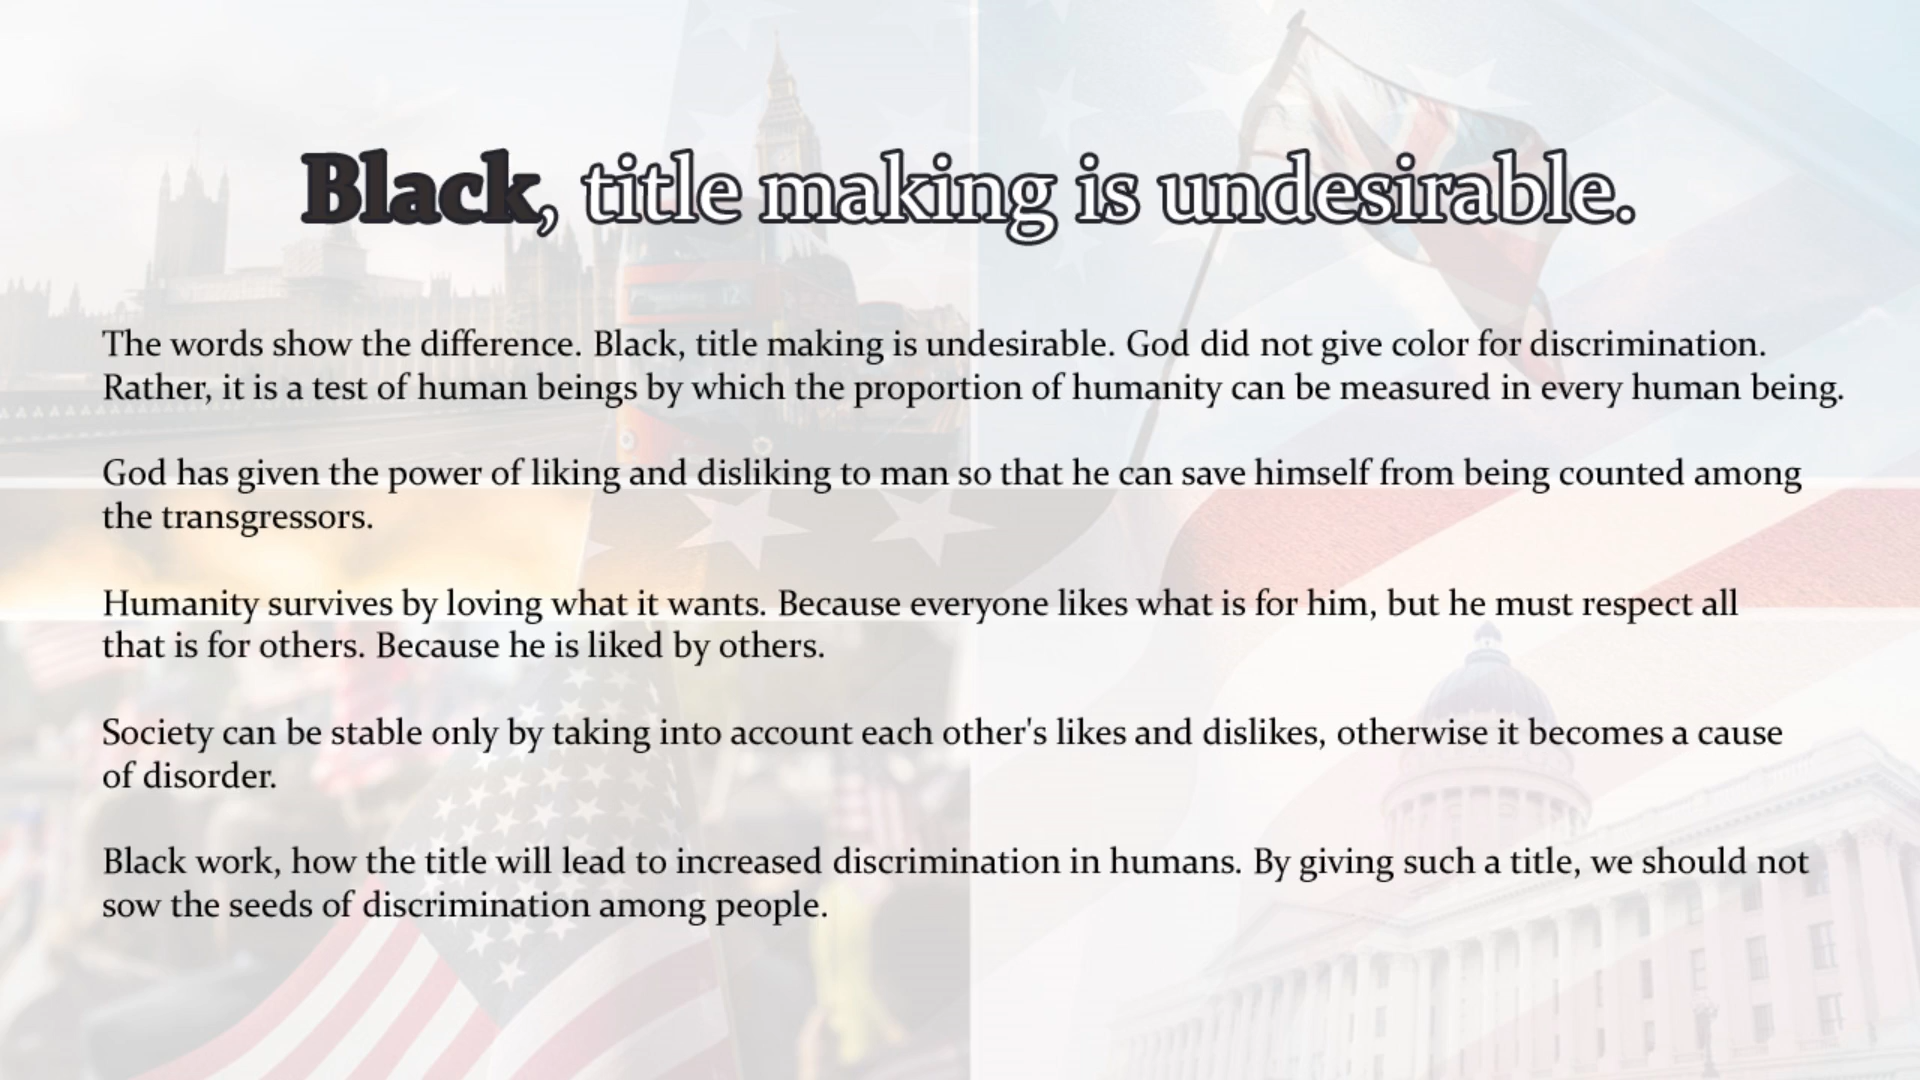 Black, title making is undesirable.
The words show the difference. Black, title making is undesirable. God did not give color for discrimination.
Rather, it is a test of human beings by which the proportion of humanity can be measured in every human being.
God has given the power of liking and disliking to man so that he can save himself from being counted among
the transgressors.
Humanity survives by loving what it wants. Because everyone likes what is for him, but he must respect all
that is for others. Because he is liked by others.
Society can be stable only by taking into account each other's likes and dislikes, otherwise it becomes a cause
of disorder.
Black work, how the title will lead to increased discrimination in humans. By giving such a title, we should not
sow the seeds of discrimination among people.
12